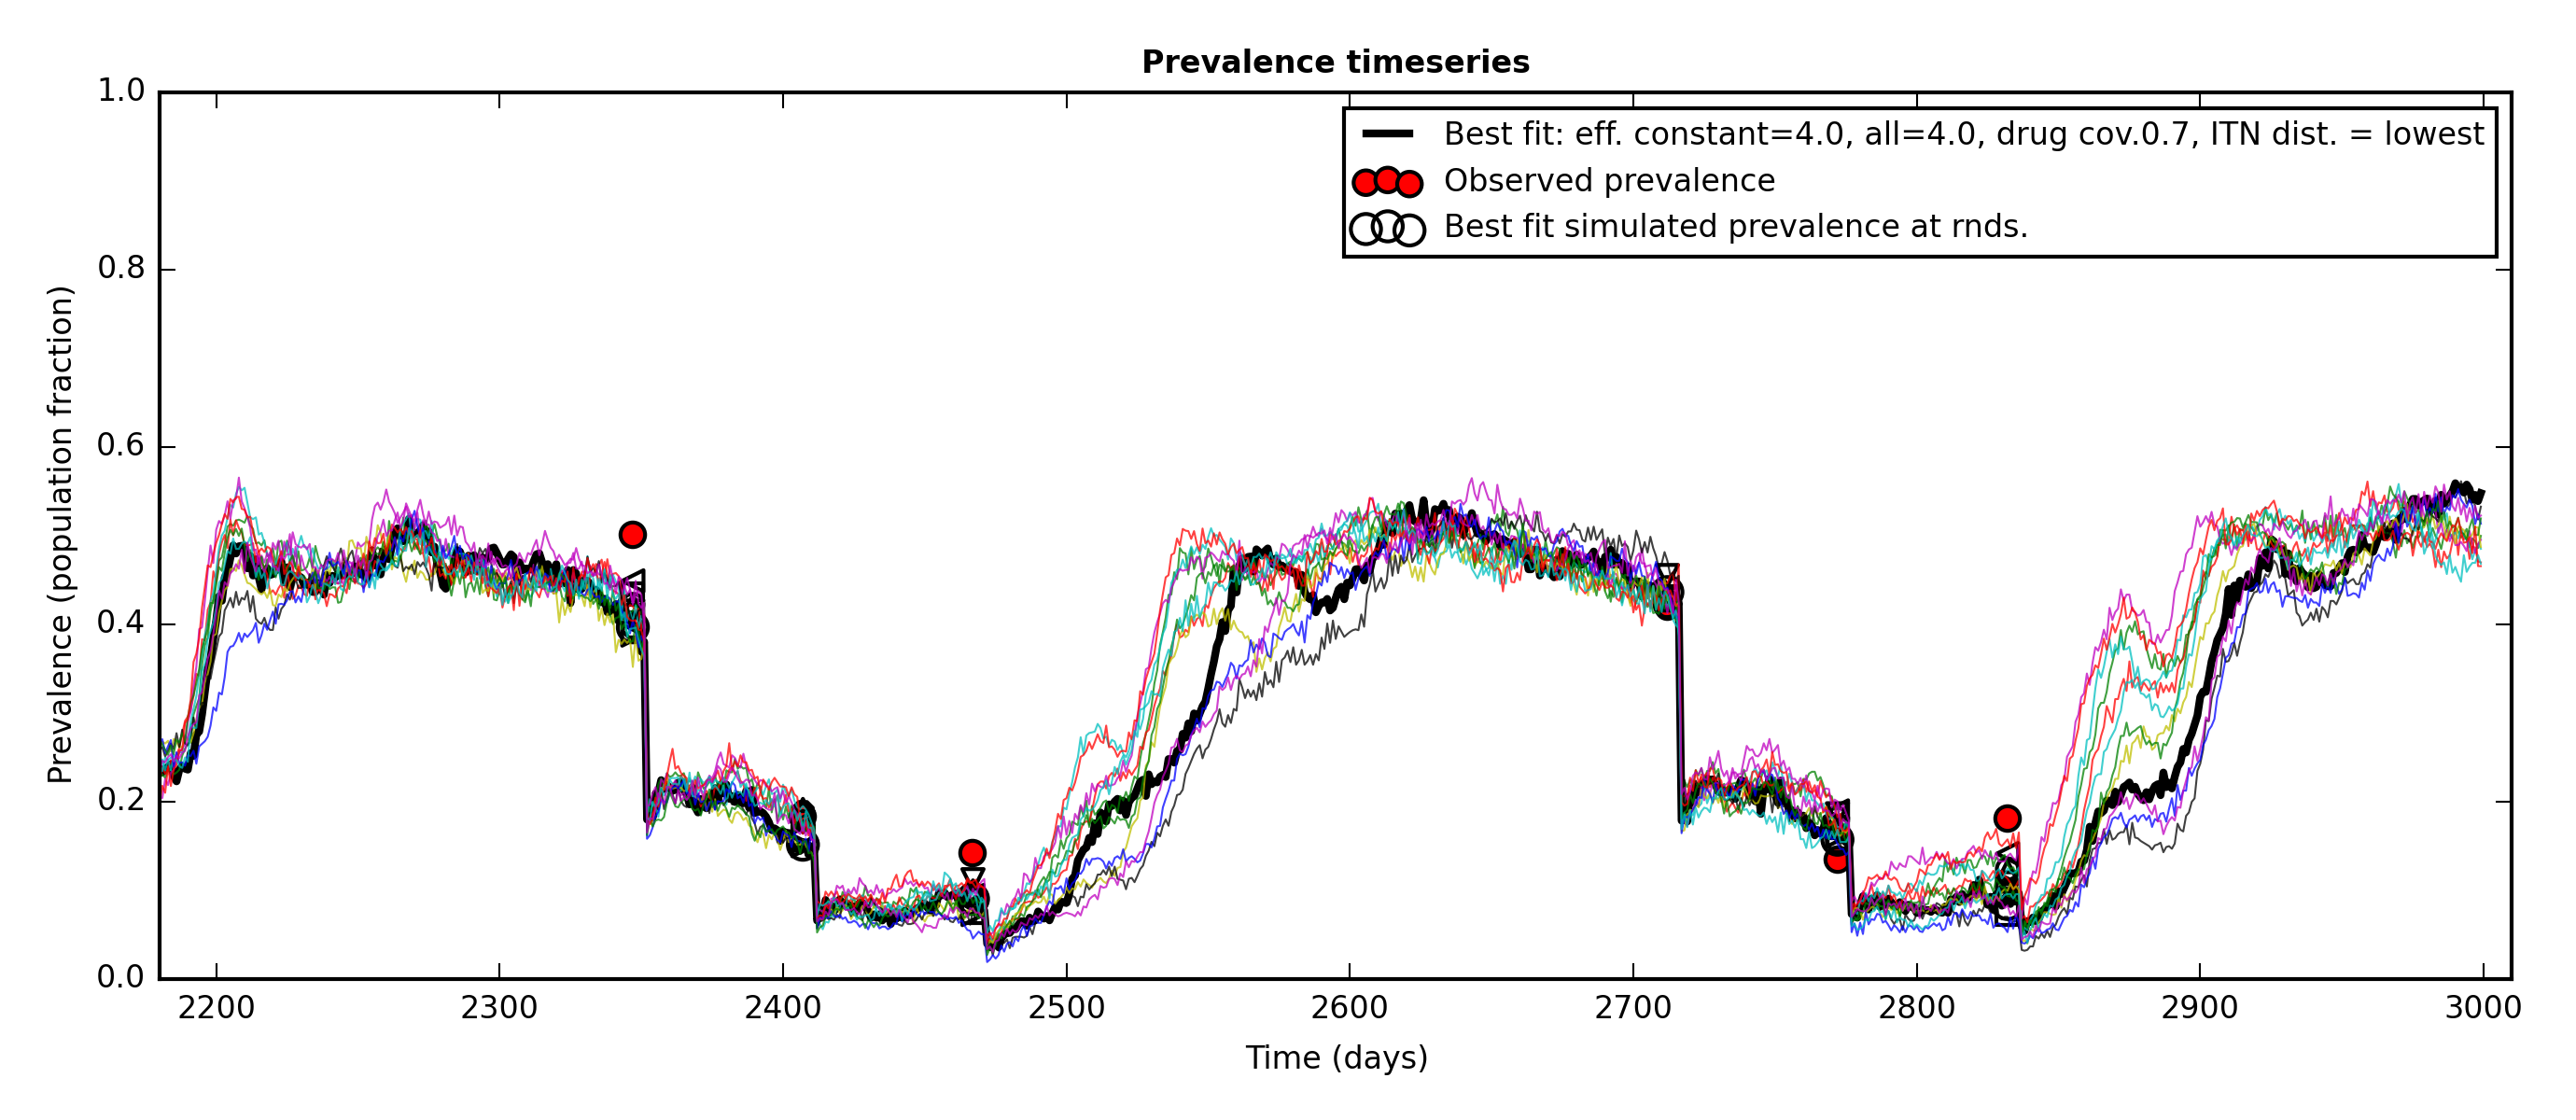 Prevalence timeseries
1.0
0.8
0.6
0.4
0.2
0.0
Prevalence (population fraction)
Best fit: eff. constant=4.0, all=4.0, drug cov.0.7, ITN dist. = lowest
Observed prevalence
Best fit simulated prevalence at rnds.
2200 2300 2400 2500 2600 2700 2800 2900 3000
Time (days)